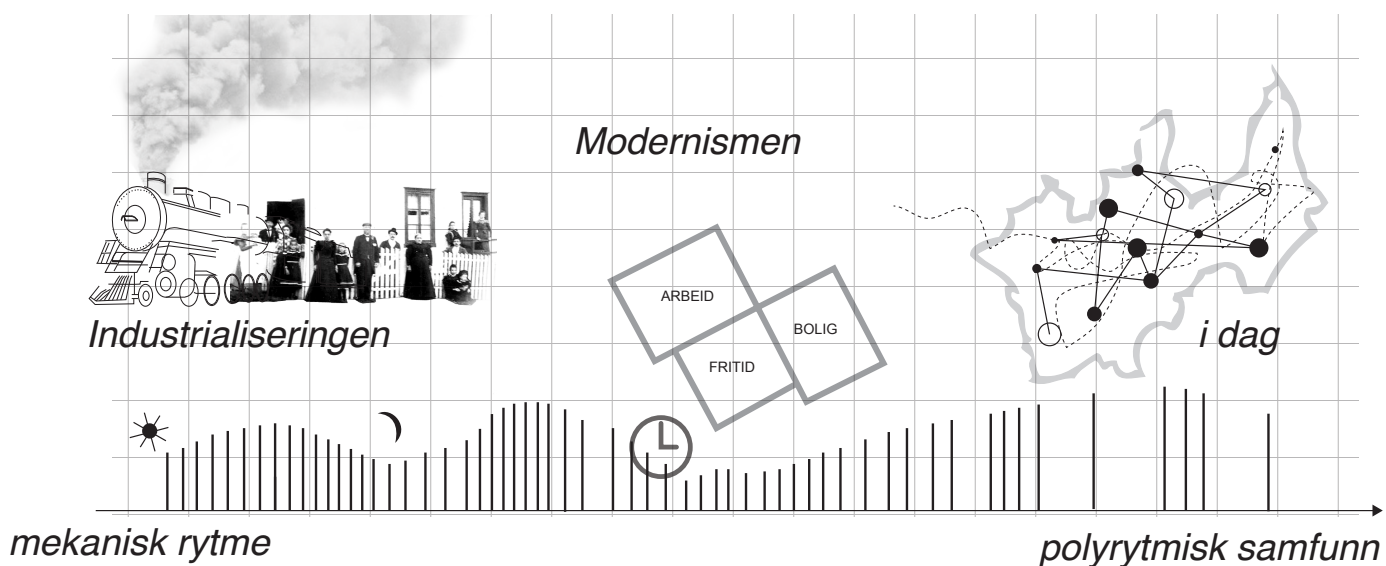 Modernismen
ARBEID
BOLIG
FRITID
Industrialiseringen
i dag
mekanisk rytme
polyrytmisk samfunn